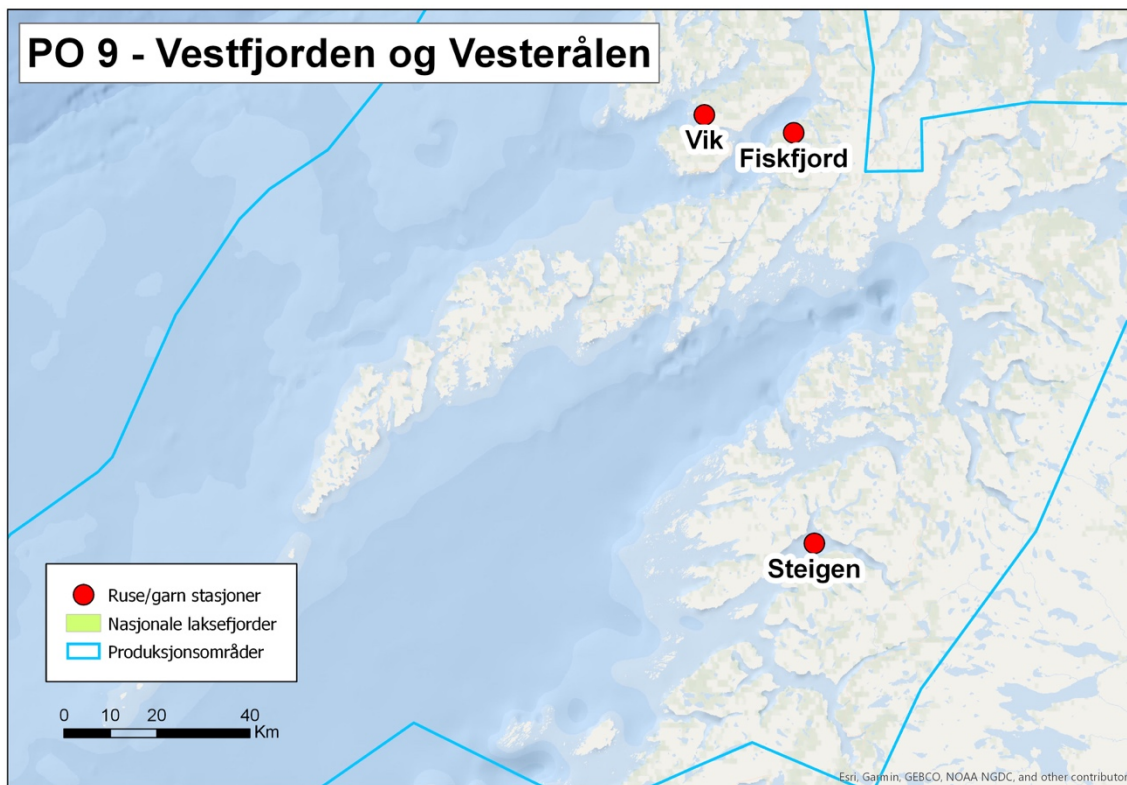 PO 9 - Vestfjorden og Vesterålen
Vik
Fiskfjord
Steigen
Ruse/garn stasjoner
Nasjonale laksefjorder
Produksjonsområder
0 10 20 40
Km
Esri, Garmin, GEBCO, NOAA NGDC, and other contributor